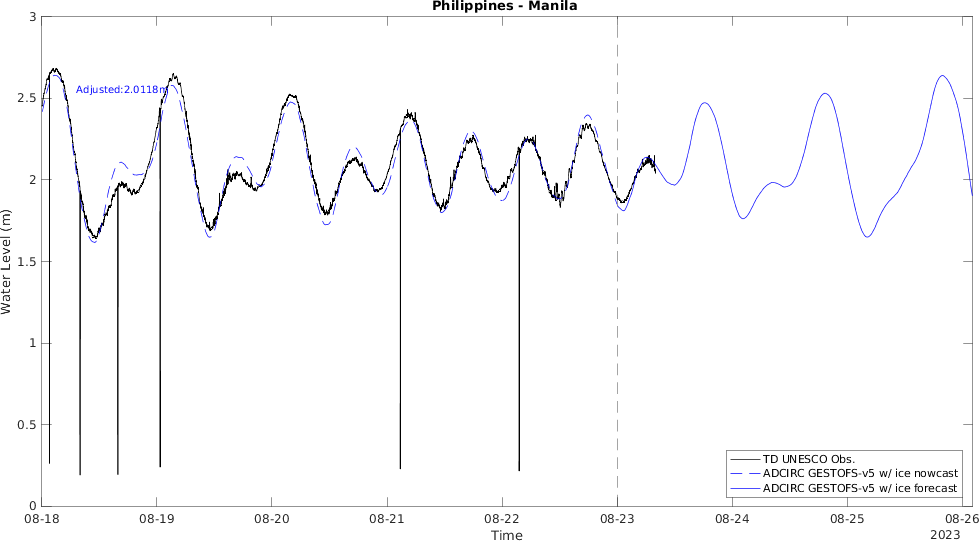 Philippines - Manila
Adjusted:2.0118m
Water Level (m)
3
2.5
2
1.5
1
0.5
0
08-18 08-19 08-20 08-21 08-22 08-23 08-24 08-25 08-26
Time
2023
TD UNESCO Obs.
ADCIRC GESTOFS-v5 w/ ice nowcast
ADCIRC GESTOFS-v5 w/ ice forecast